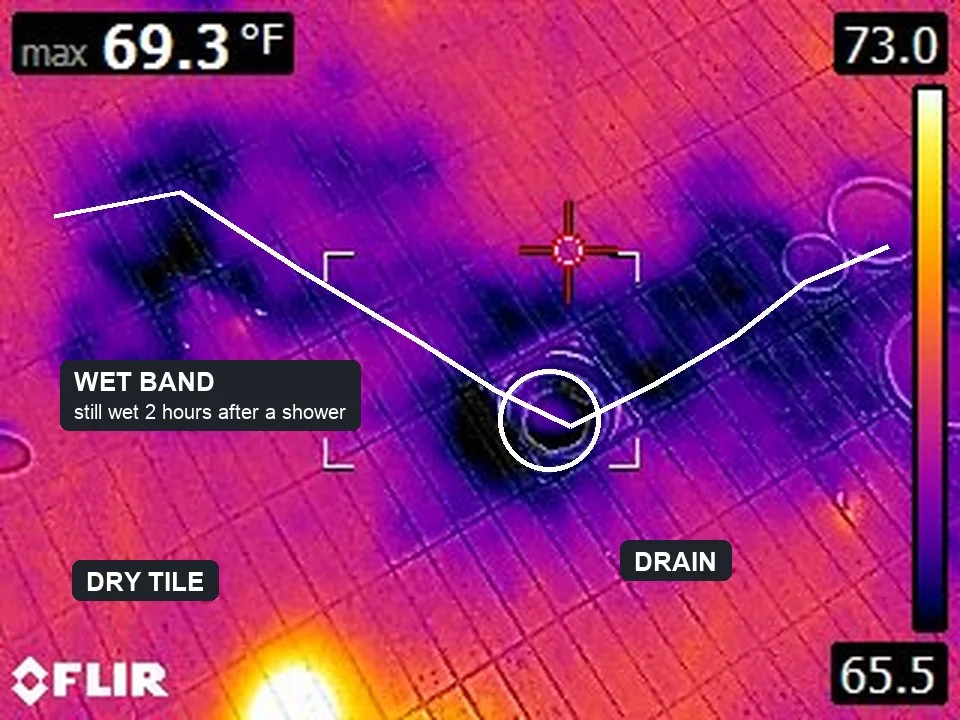 max 69.3 °F
73.0
WET BAND
still wet 2 hours after a shower
DRAIN
DRY TILE
FLIR
65.5